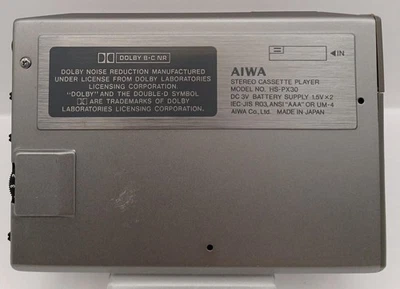 DOLBY B-C NR
DOLBY NOISE REDUCTION MANUFACTURED
UNDER LICENSE FROM DOLBY LABORATORIES
LICENSING CORPORATION.
"DOLBY" AND THE DOUBLE-D SYMBOL
ARE TRADEMARKS OF DOLBY
LABORATORIES LICENSING CORPORATION.
◀IN
AIWA
STEREO CASSETTE PLAYER
MODEL NO. HS-PX30
DC 3V BATTERY SUPPLY 1.5V×2
IEC·JIS R03, ANSI "AAA" OR UM-4
AIWA Co., Ltd. MADE IN JAPAN